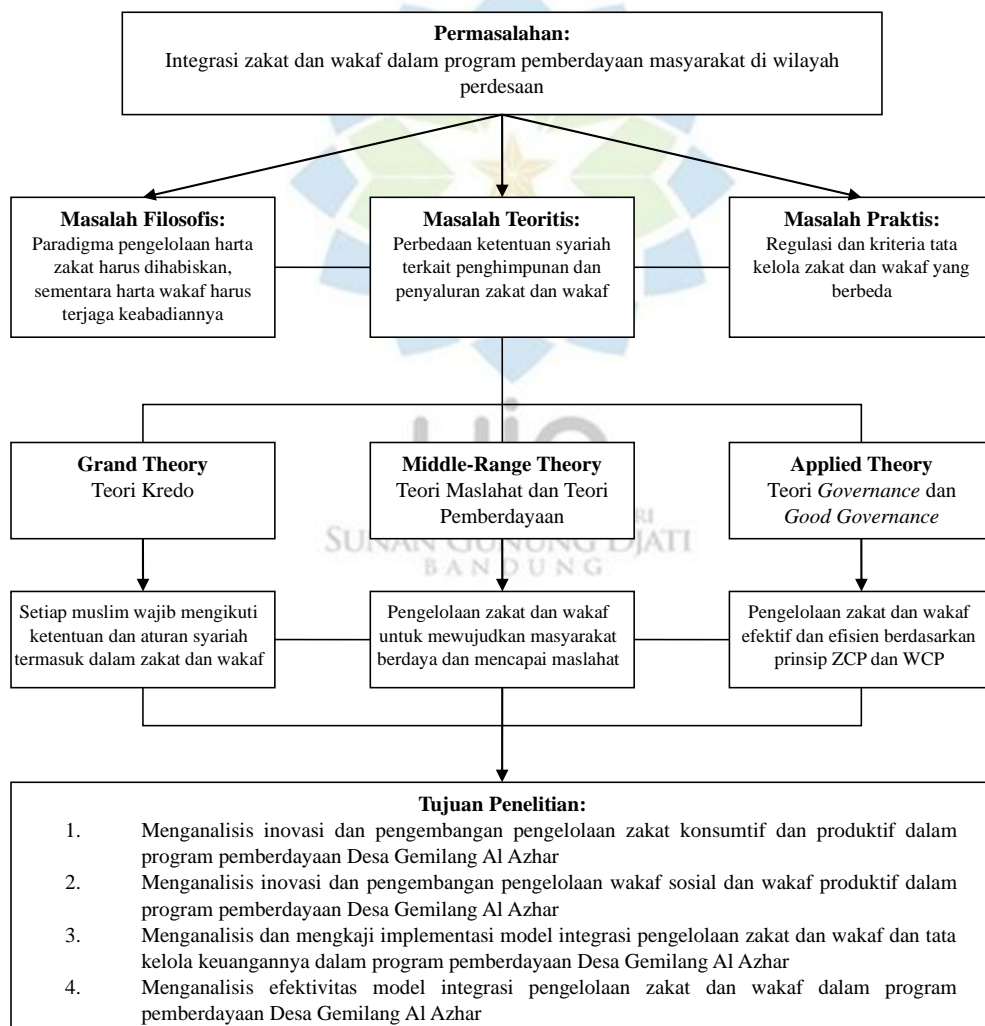 Permasalahan:
Integrasi zakat dan wakaf dalam program pemberdayaan masyarakat di wilayah
perdesaan
Masalah Filosofis:
Paradigma pengelolaan harta
zakat harus dihabiskan,
sementara harta wakaf harus
terjaga keabadiannya
Masalah Teoritis:
Perbedaan ketentuan syariah
terkait penghimpunan dan
penyaluran zakat dan wakaf
Masalah Praktis:
Regulasi dan kriteria tata
kelola zakat dan wakaf yang
berbeda
Grand Theory
Teori Kredo
Middle-Range Theory
Teori Maslahat dan Teori
Pemberdayaan
Applied Theory
Teori Governance dan
Good Governance
SUNAN GUNUNG DJATI
BANDUNG
Setiap muslim wajib mengikuti
ketentuan dan aturan syariah
termasuk dalam zakat dan wakaf
Pengelolaan zakat dan wakaf
untuk mewujudkan masyarakat
berdaya dan mencapai maslahat
Pengelolaan zakat dan wakaf
efektif dan efisien berdasarkan
prinsip ZCP dan WCP
Tujuan Penelitian:
1. Menganalisis inovasi dan pengembangan pengelolaan zakat konsumtif dan produktif dalam
program pemberdayaan Desa Gemilang Al Azhar
2. Menganalisis inovasi dan pengembangan pengelolaan wakaf sosial dan wakaf produktif dalam
program pemberdayaan Desa Gemilang Al Azhar
3. Menganalisis dan mengkaji implementasi model integrasi pengelolaan zakat dan wakaf dan tata
kelola keuangannya dalam program pemberdayaan Desa Gemilang Al Azhar
4. Menganalisis efektivitas model integrasi pengelolaan zakat dan wakaf dalam program
pemberdayaan Desa Gemilang Al Azhar